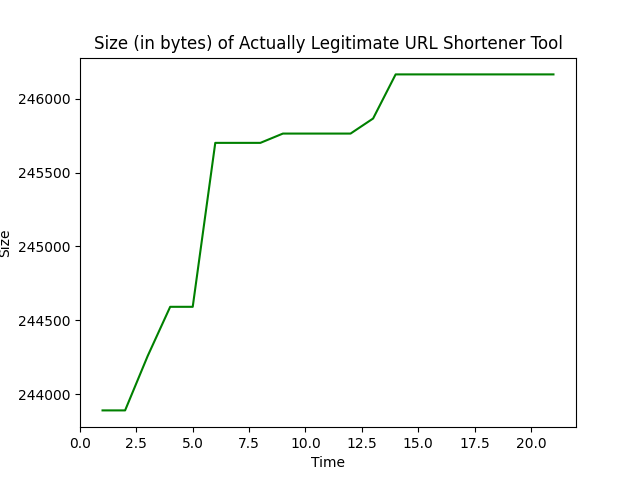 Size (in bytes) of Actually Legitimate URL Shortener Tool
246000
245500
245000
244500
244000
Size
0.0 2.5 5.0 7.5 10.0 12.5 15.0 17.5 20.0
Time